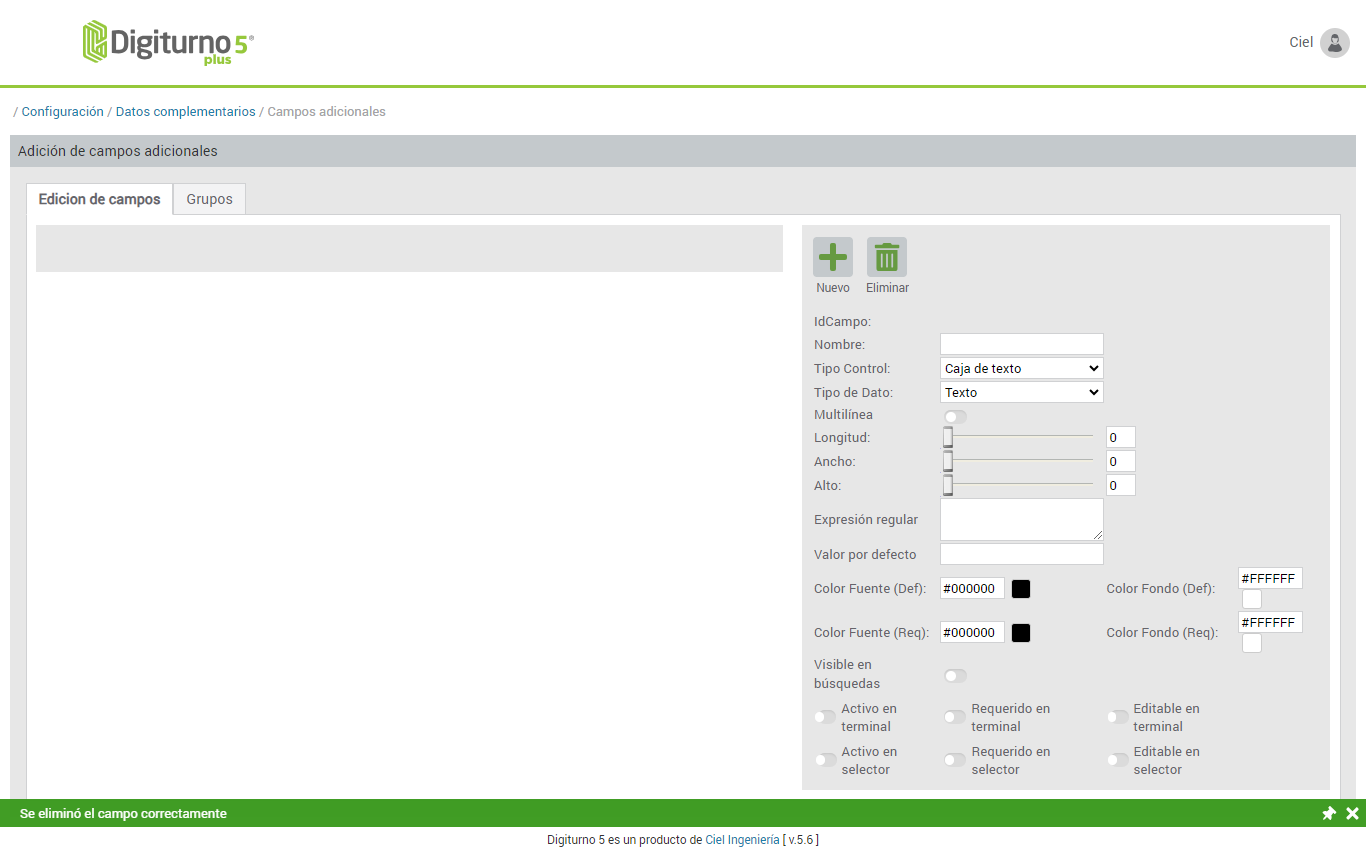 Digiturno 5®
plus
Ciel
/ Configuración / Datos complementarios / Campos adicionales
Adición de campos adicionales
Edicion de campos
Grupos
Nuevo
Eliminar
IdCampo:
Nombre:
Tipo Control:
Caja de texto
Tipo de Dato:
Texto
Multilínea
Longitud:
0
Ancho:
0
Alto:
0
Expresión regular
Valor por defecto
Color Fuente (Def):
#000000
Color Fondo (Def):
#FFFFFF
Color Fuente (Req):
#000000
Color Fondo (Req):
#FFFFFF
Visible en
búsquedas
Activo en
terminal
Requerido en
terminal
Editable en
terminal
Activo en
selector
Requerido en
selector
Editable en
selector
Se eliminó el campo correctamente
Digiturno 5 es un producto de Ciel Ingeniería [ v.5.6 ]